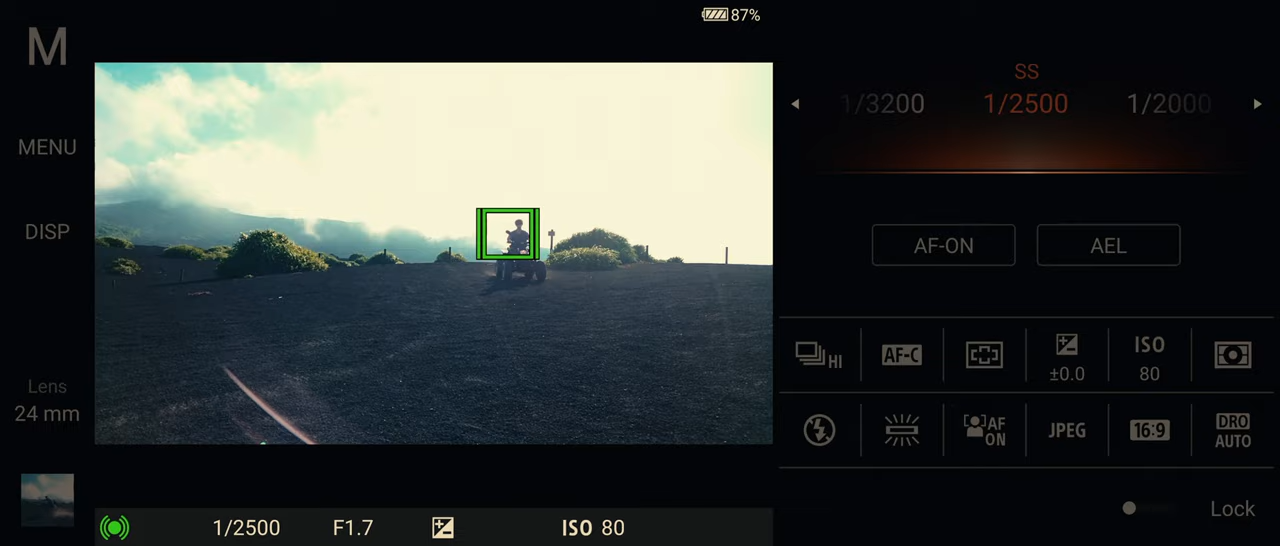 87%
M
MENU
DISP
Lens
24 mm
SS
1/3200 1/2500 1/2000
AF-ON AEL
HI AF-C ±0.0 ISO 80
AF ON JPEG 16:9 DRO AUTO
Lock
1/2500 F1.7 ISO 80